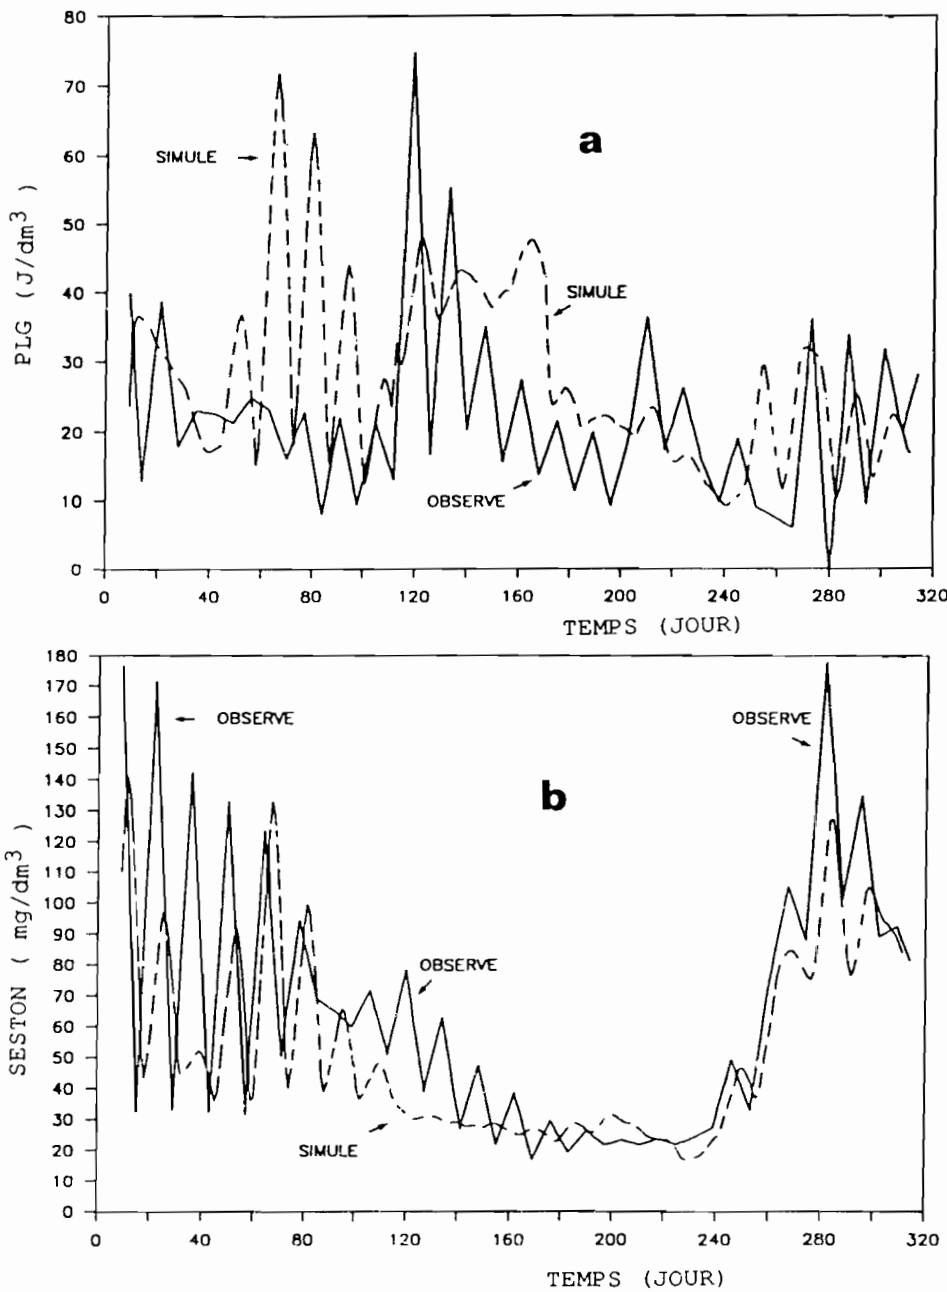 80
70
60
50
40
30
20
10
0
PLG (J/dm³)
SIMULE
a
SIMULE
OBSERVE
0 40 80 120 160 200 240 280 320
TEMPS (JOUR)
180
170
160
150
140
130
120
110
100
90
80
70
60
50
40
30
20
10
0
SESTON ( mg/dm³ )
OBSERVE
OBSERVE
b
OBSERVE
SIMULE
0 40 80 120 160 200 240 280 320
TEMPS (JOUR)